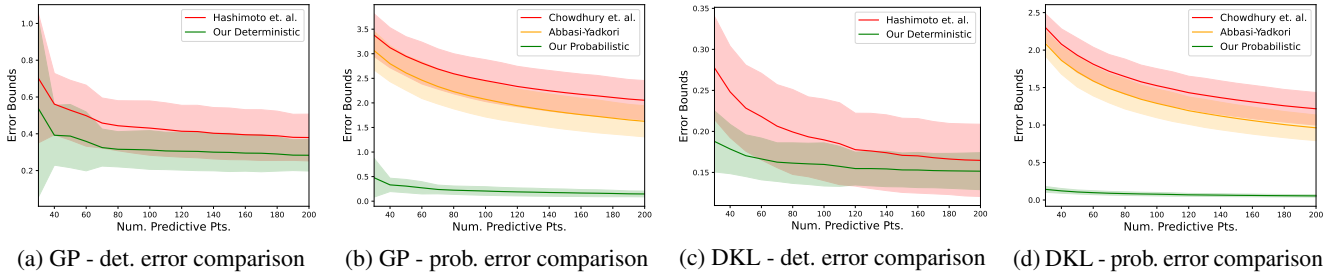 Error Bounds
1.0
0.8
0.6
0.4
0.2
40 60 80 100 120 140 160 180 200
Num. Predictive Pts.
Hashimoto et. al.
Our Deterministic
(a) GP - det. error comparison
Error Bounds
3.5
3.0
2.5
2.0
1.5
1.0
0.5
0.0
40 60 80 100 120 140 160 180 200
Num. Predictive Pts.
Chowdhury et. al.
Abbasi-Yadkori
Our Probabilistic
(b) GP - prob. error comparison
Error Bounds
0.35
0.30
0.25
0.20
0.15
40 60 80 100 120 140 160 180 200
Num. Predictive Pts.
Hashimoto et. al.
Our Deterministic
(c) DKL - det. error comparison
Error Bounds
2.5
2.0
1.5
1.0
0.5
0.0
40 60 80 100 120 140 160 180 200
Num. Predictive Pts.
Chowdhury et. al.
Abbasi-Yadkori
Our Probabilistic
(d) DKL - prob. error comparison